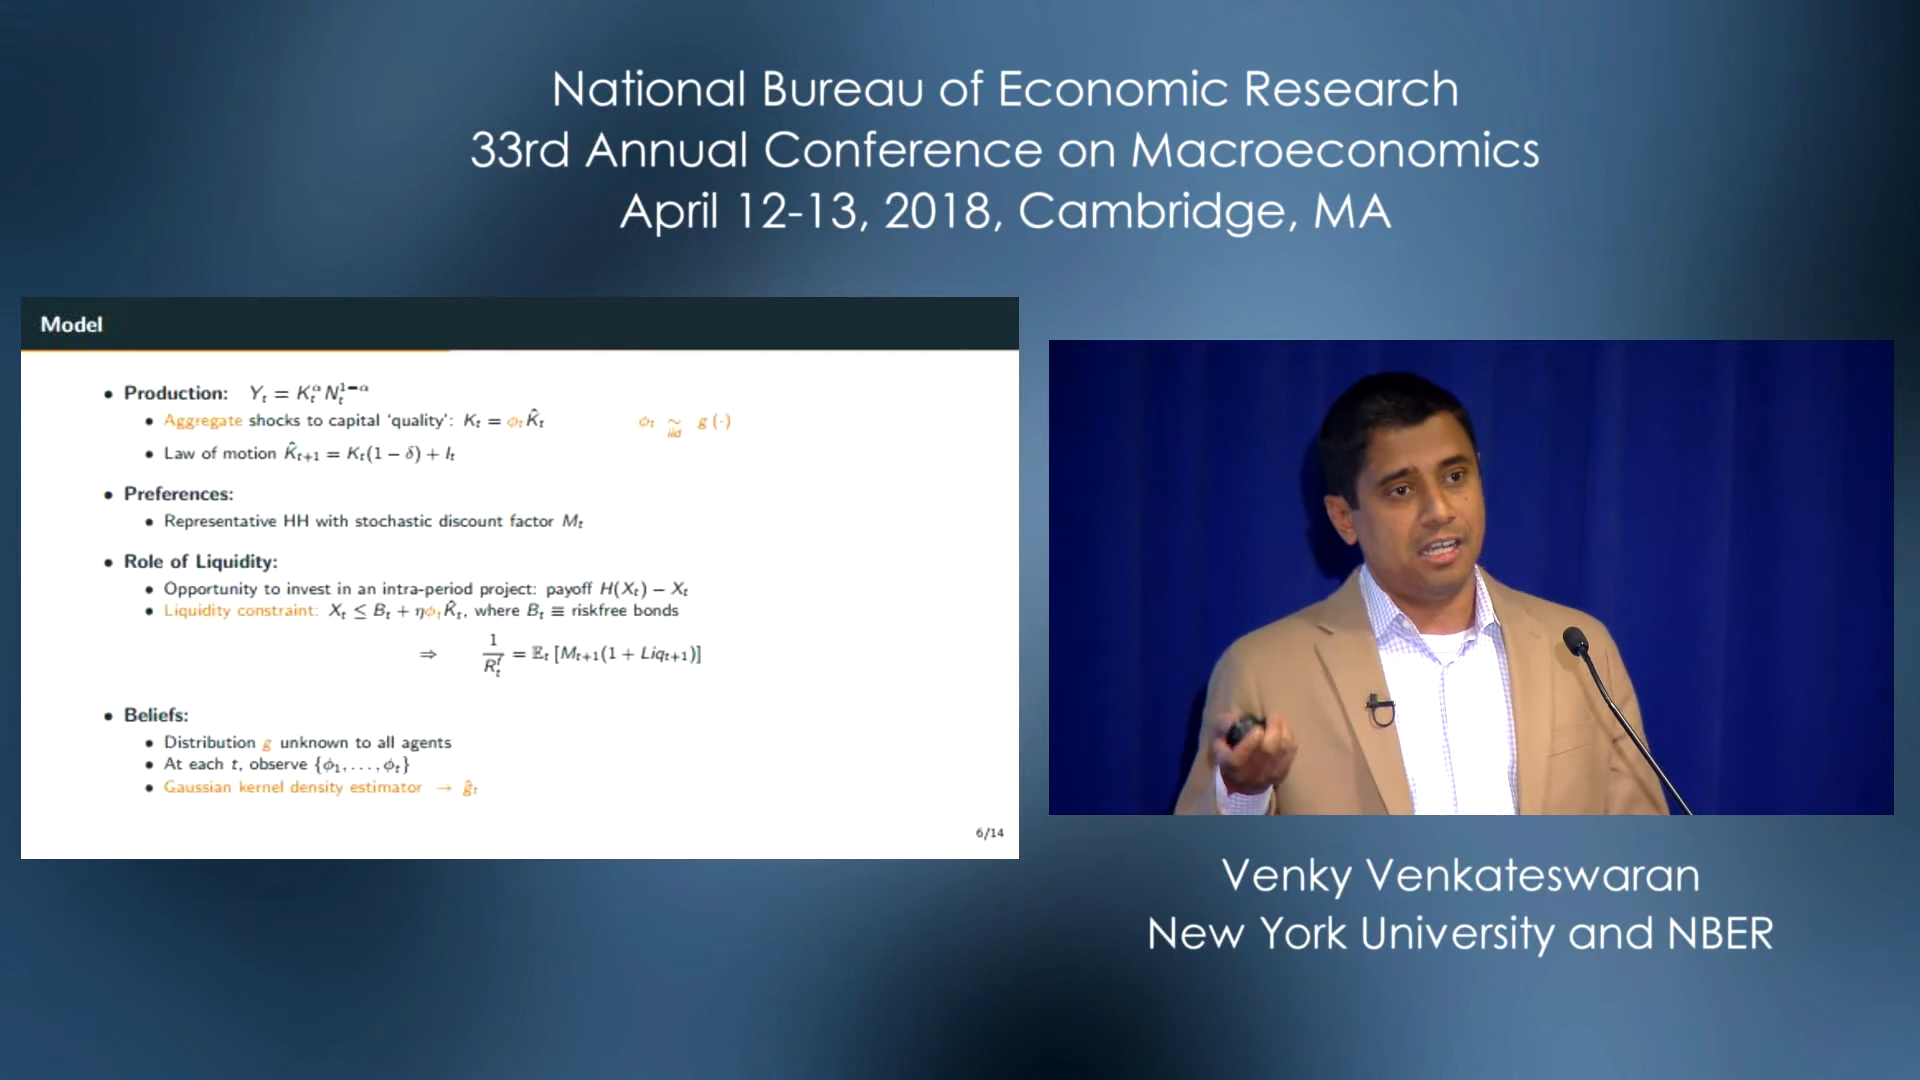 National Bureau of Economic Research
33rd Annual Conference on Macroeconomics
April 12-13, 2018, Cambridge, MA
Model
• Production: Yₜ = Kₜᵅ Nₜ¹⁻ᵅ
• Aggregate shocks to capital 'quality': Kₜ = ϕₜK̂ₜ ϕₜ ~ iid g (·)
• Law of motion K̂ₜ₊₁ = Kₜ(1 − δ) + Iₜ
• Preferences:
• Representative HH with stochastic discount factor Mₜ
• Role of Liquidity:
• Opportunity to invest in an intra-period project: payoff H(Xₜ) − Xₜ
• Liquidity constraint: Xₜ ≤ Bₜ + ηϕₜK̂ₜ, where Bₜ ≡ riskfree bonds
⇒ 1/Rₜᶠ = 𝔼ₜ [Mₜ₊₁(1 + Liqₜ₊₁)]
• Beliefs:
• Distribution g unknown to all agents
• At each t, observe {ϕ₁, . . . , ϕₜ}
• Gaussian kernel density estimator → ĝₜ
6/14
Venky Venkateswaran
New York University and NBER